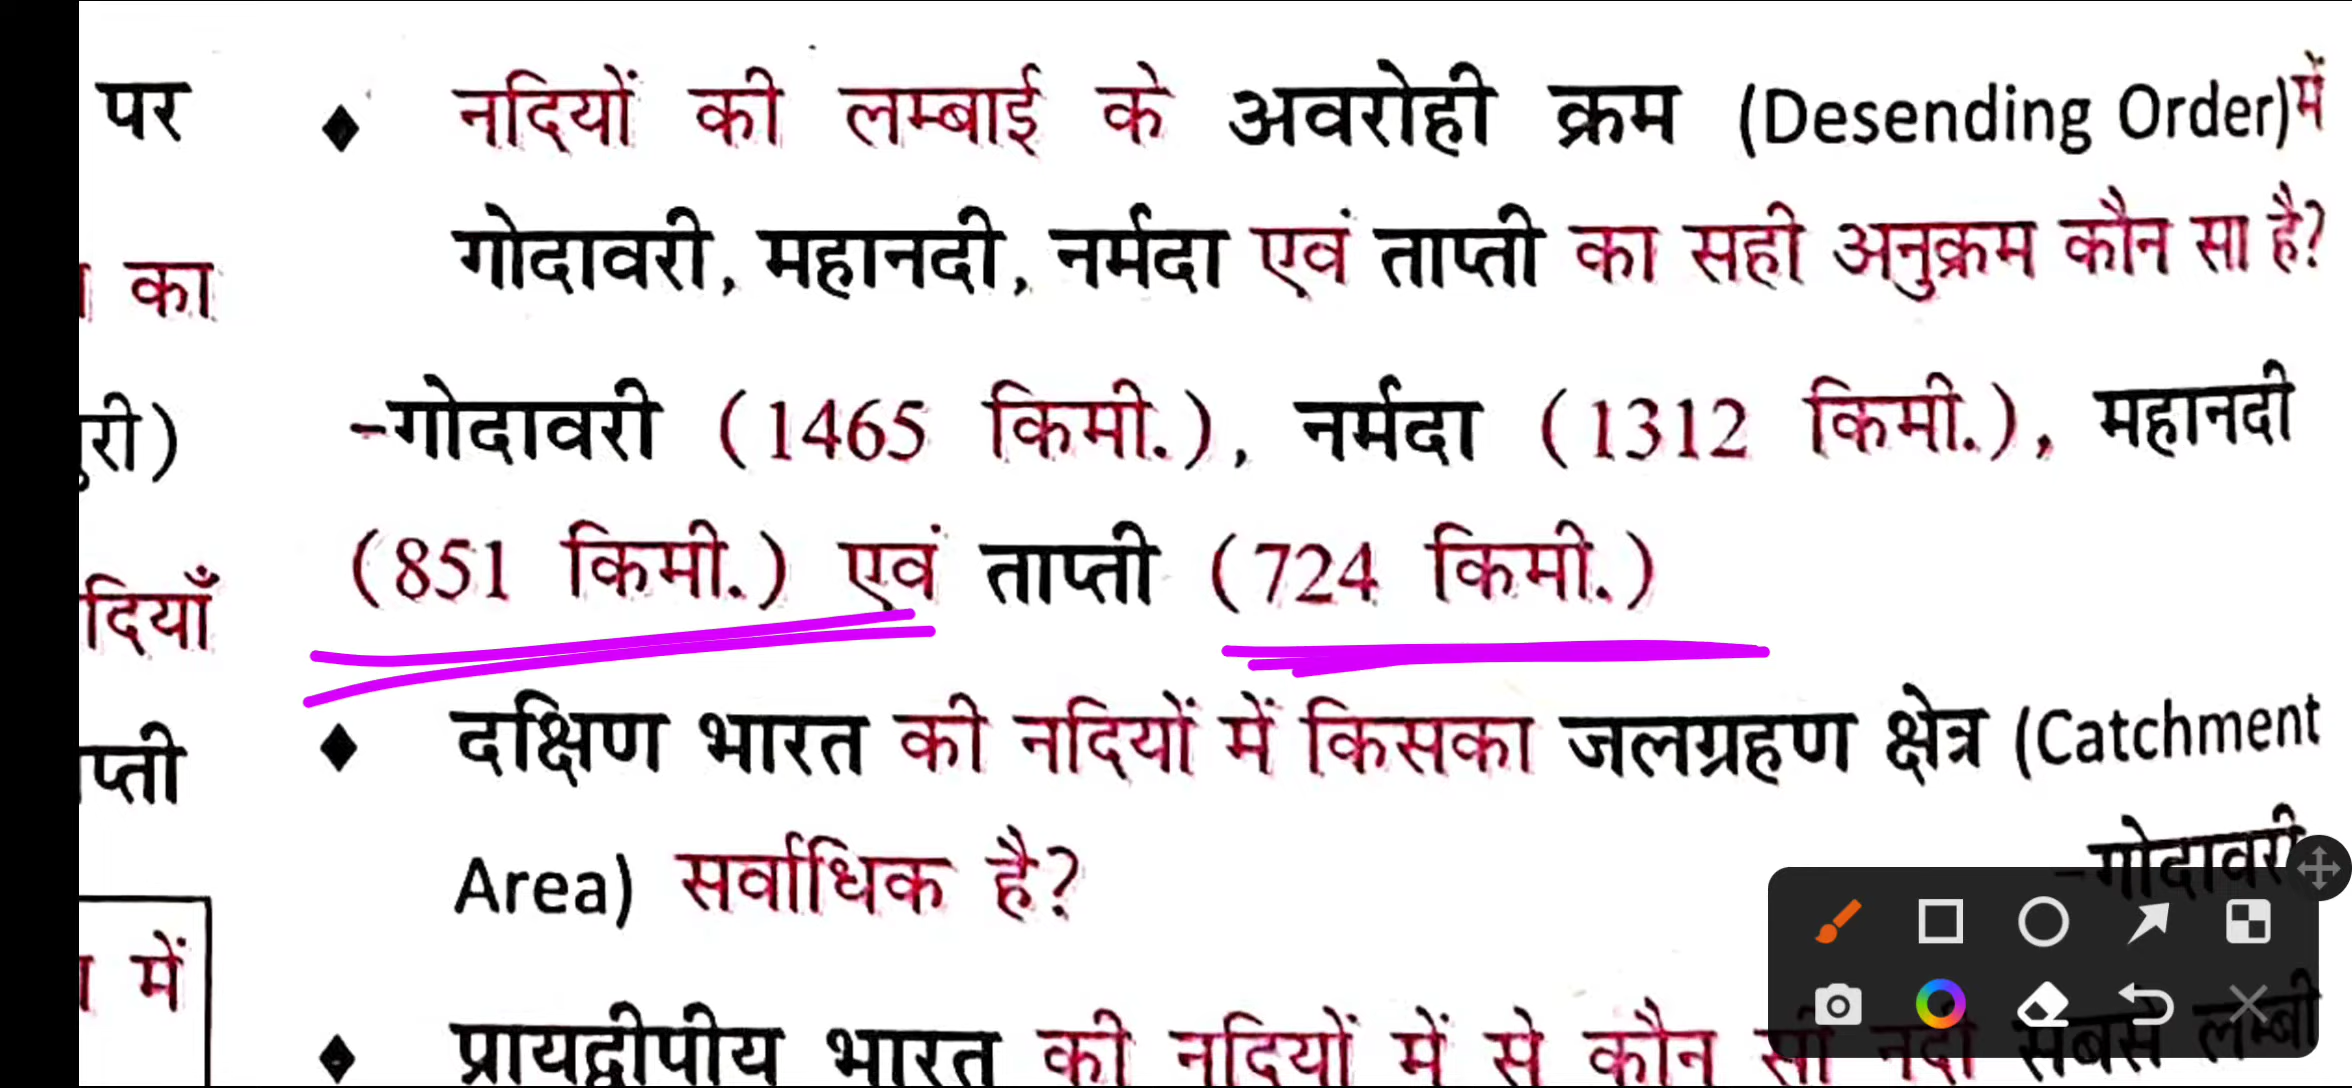 पर
का
री)
दियाँ
प्ती
में
♦ नदियों की लम्बाई के अवरोही क्रम (Desending Order)में
गोदावरी, महानदी, नर्मदा एवं ताप्ती का सही अनुक्रम कौन सा है?
-गोदावरी (1465 किमी.), नर्मदा (1312 किमी.), महानदी
(851 किमी.) एवं ताप्ती (724 किमी.)
♦ दक्षिण भारत की नदियों में किसका जलग्रहण क्षेत्र (Catchment
Area) सर्वाधिक है?
-गोदावरी
♦ प्रायद्वीपीय भारत की नदियों में से कौन सी नदी सबसे लम्बी